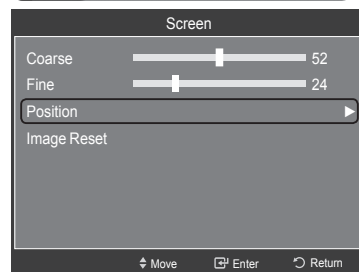 Screen
Coarse 52
Fine 24
Position
Image Reset
Move Enter Return